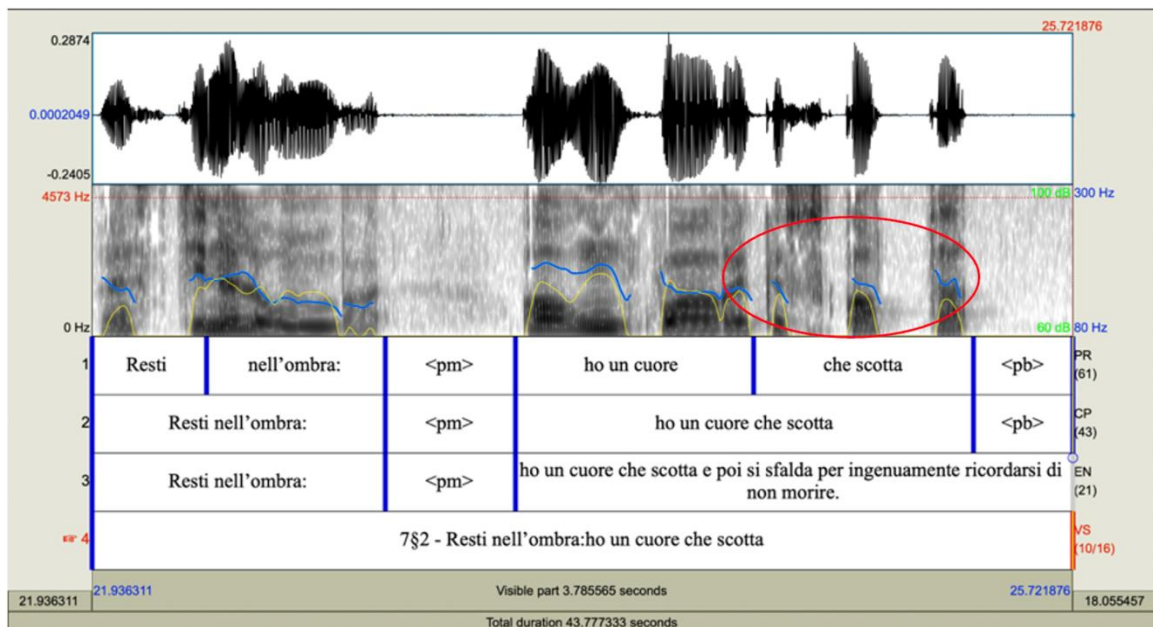 25.721876
0.2874
0.0002049
-0.2405
4573 Hz 100 dB 300 Hz
0 Hz 60 dB 80 Hz
1 Resti nell'ombra: <pm> ho un cuore che scotta <pb> PR (61)
2 Resti nell'ombra: <pm> ho un cuore che scotta <pb> CP (43)
3 Resti nell'ombra: <pm> ho un cuore che scotta e poi si sfalda per ingenuamente ricordarsi di
non morire. EN (21)
4 7§2 - Resti nell'ombra:ho un cuore che scotta VS (10/16)
21.936311 Visible part 3.785565 seconds 25.721876
21.936311 18.055457
Total duration 43.777333 seconds